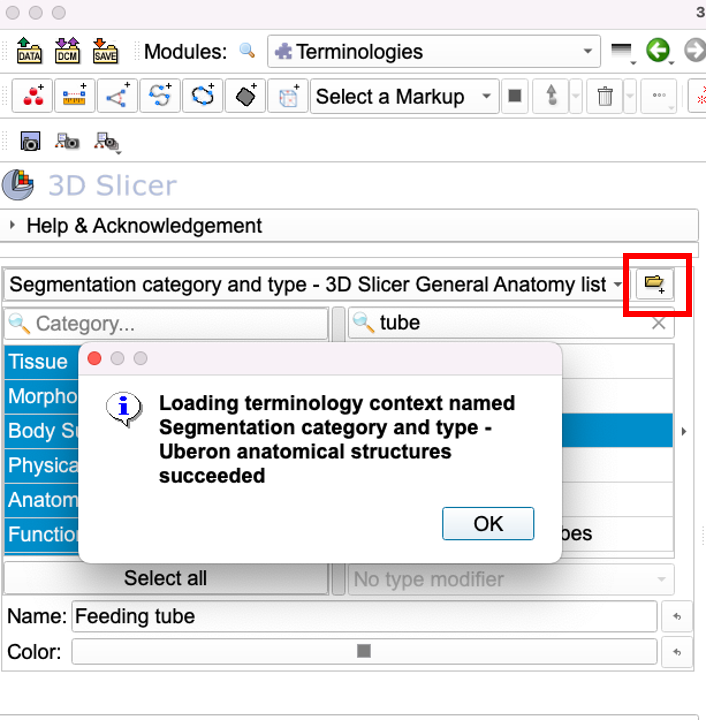 3
DATA DCM SAVE Modules: Terminologies
Select a Markup
3D Slicer
Help & Acknowledgement
Segmentation category and type - 3D Slicer General Anatomy list
Category... tube
Tissue
Morpho
Body Su
Physica
Anatom
Function
Loading terminology context named
Segmentation category and type -
Uberon anatomical structures
succeeded
OK
bes
Select all No type modifier
Name: Feeding tube
Color: